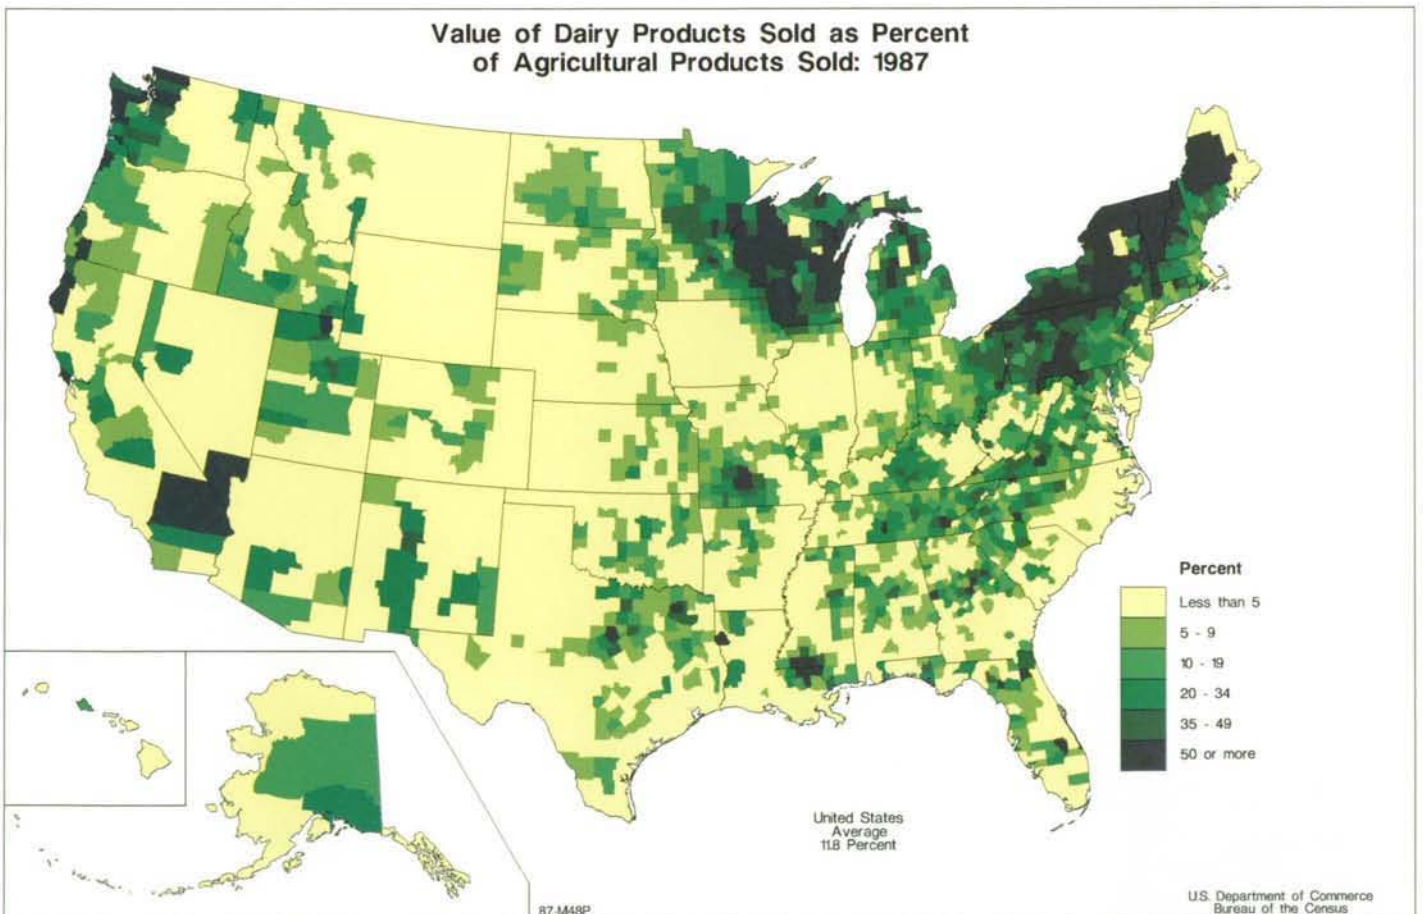 Value of Dairy Products Sold as Percent
of Agricultural Products Sold: 1987
Percent
Less than 5
5 - 9
10 - 19
20 - 34
35 - 49
50 or more
United States
Average
11.8 Percent
87-M48P
U.S. Department of Commerce
Bureau of the Census